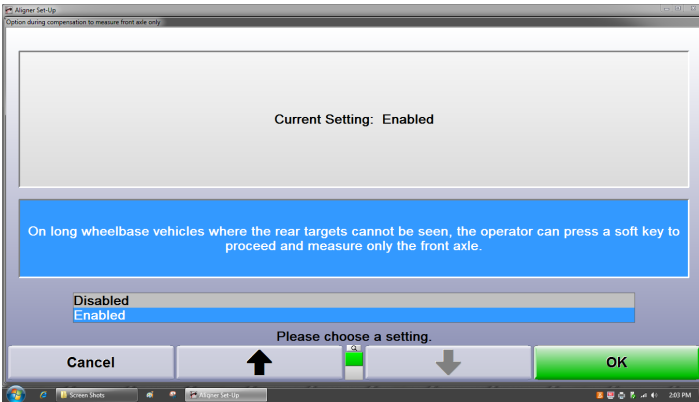 Aligner Set-Up
Option during compensation to measure front axle only
Current Setting: Enabled
On long wheelbase vehicles where the rear targets cannot be seen, the operator can press a soft key to
proceed and measure only the front axle.
Disabled
Enabled
Please choose a setting.
Cancel
OK
Screen Shots
Aligner Set-Up
2:03 PM